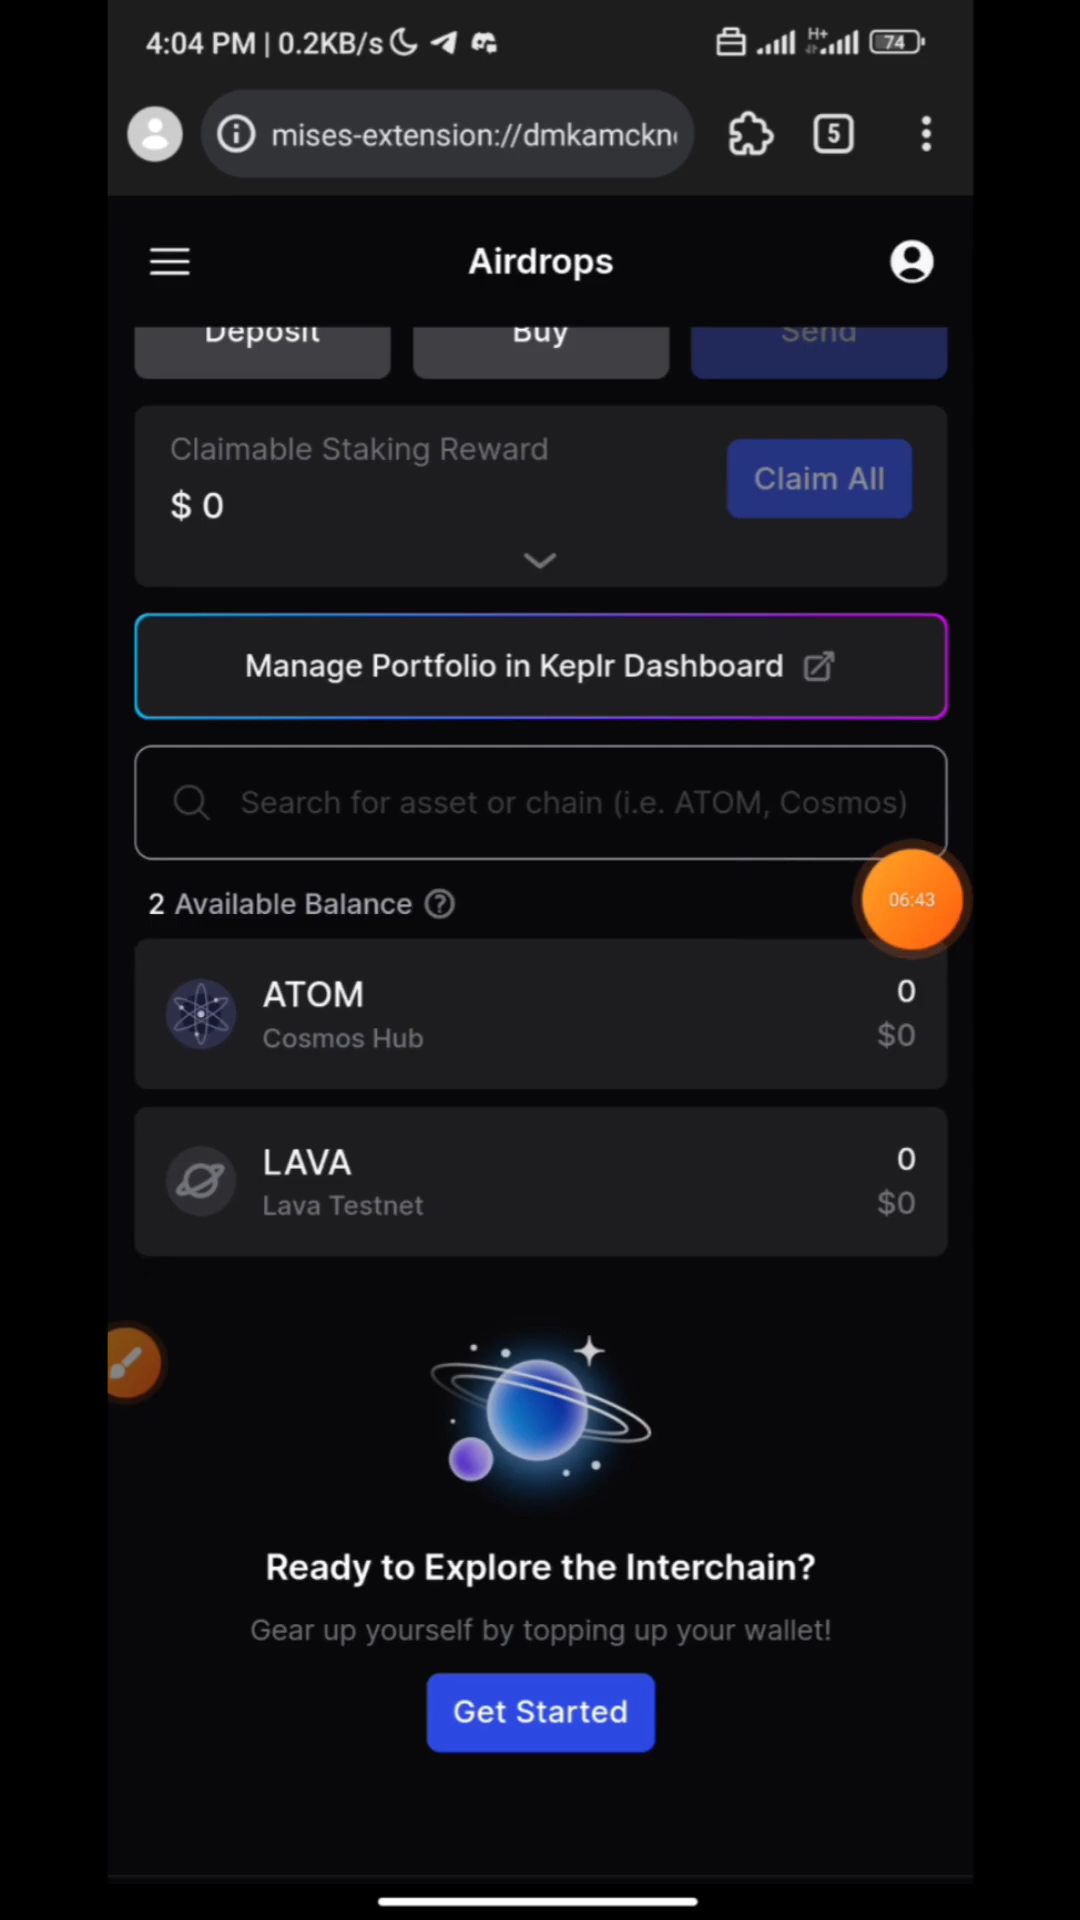 4:04 PM | 0.2KB/s
H+
74
mises-extension://dmkamckn
5
Airdrops
Deposit
Buy
Send
Claimable Staking Reward
$ 0
Claim All
Manage Portfolio in Keplr Dashboard
Search for asset or chain (i.e. ATOM, Cosmos)
2 Available Balance ?
06:43
ATOM
0
Cosmos Hub
$0
LAVA
0
Lava Testnet
$0
Ready to Explore the Interchain?
Gear up yourself by topping up your wallet!
Get Started